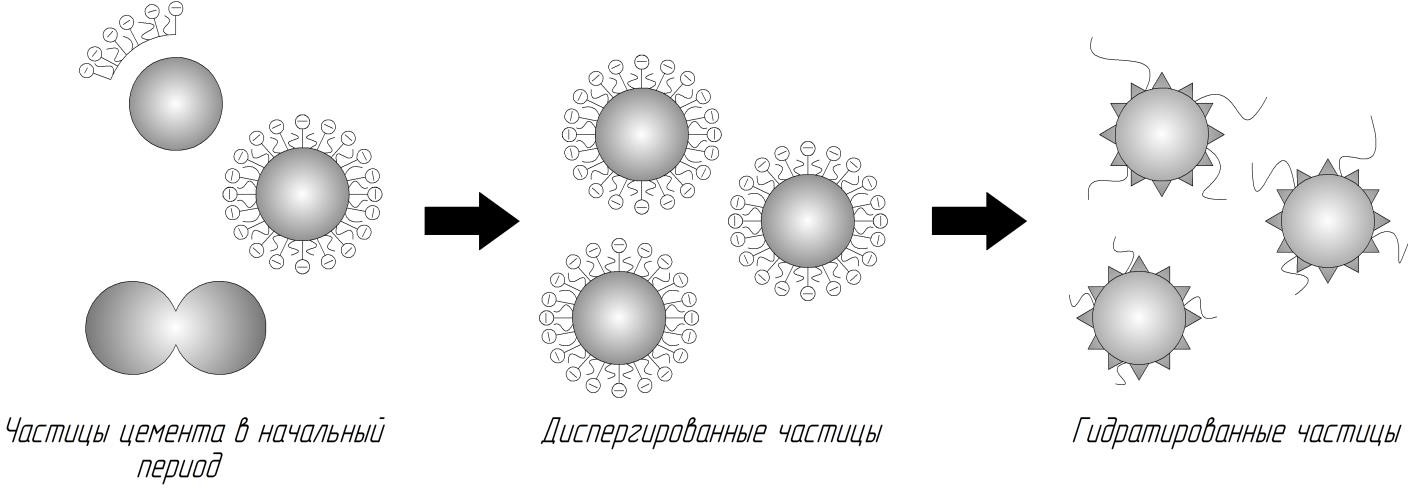 Частицы цемента в начальный
период
Диспергированные частицы
Гидратированные частицы